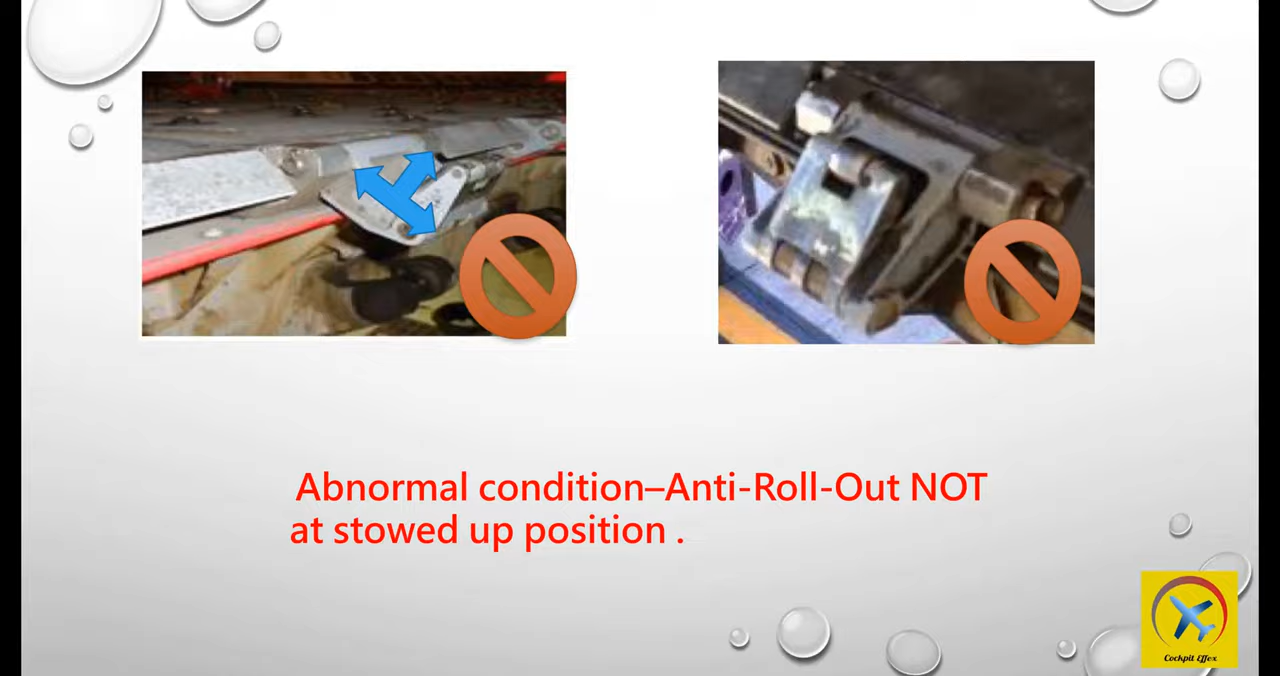 Abnormal condition–Anti-Roll-Out NOT
at stowed up position .
Cockpit Effex